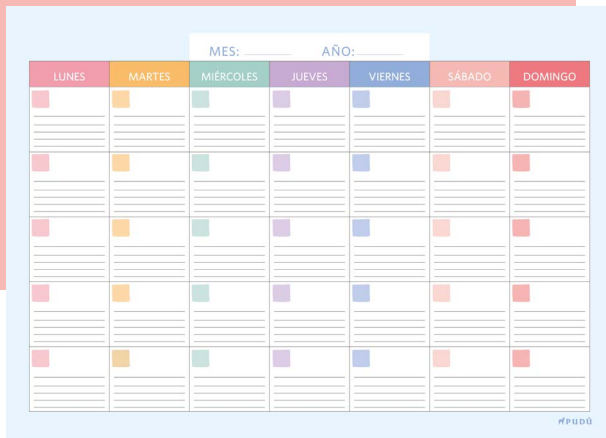 MES: AÑO:
LUNES MARTES MIÉRCOLES JUEVES VIERNES SÁBADO DOMINGO
PUDÚ